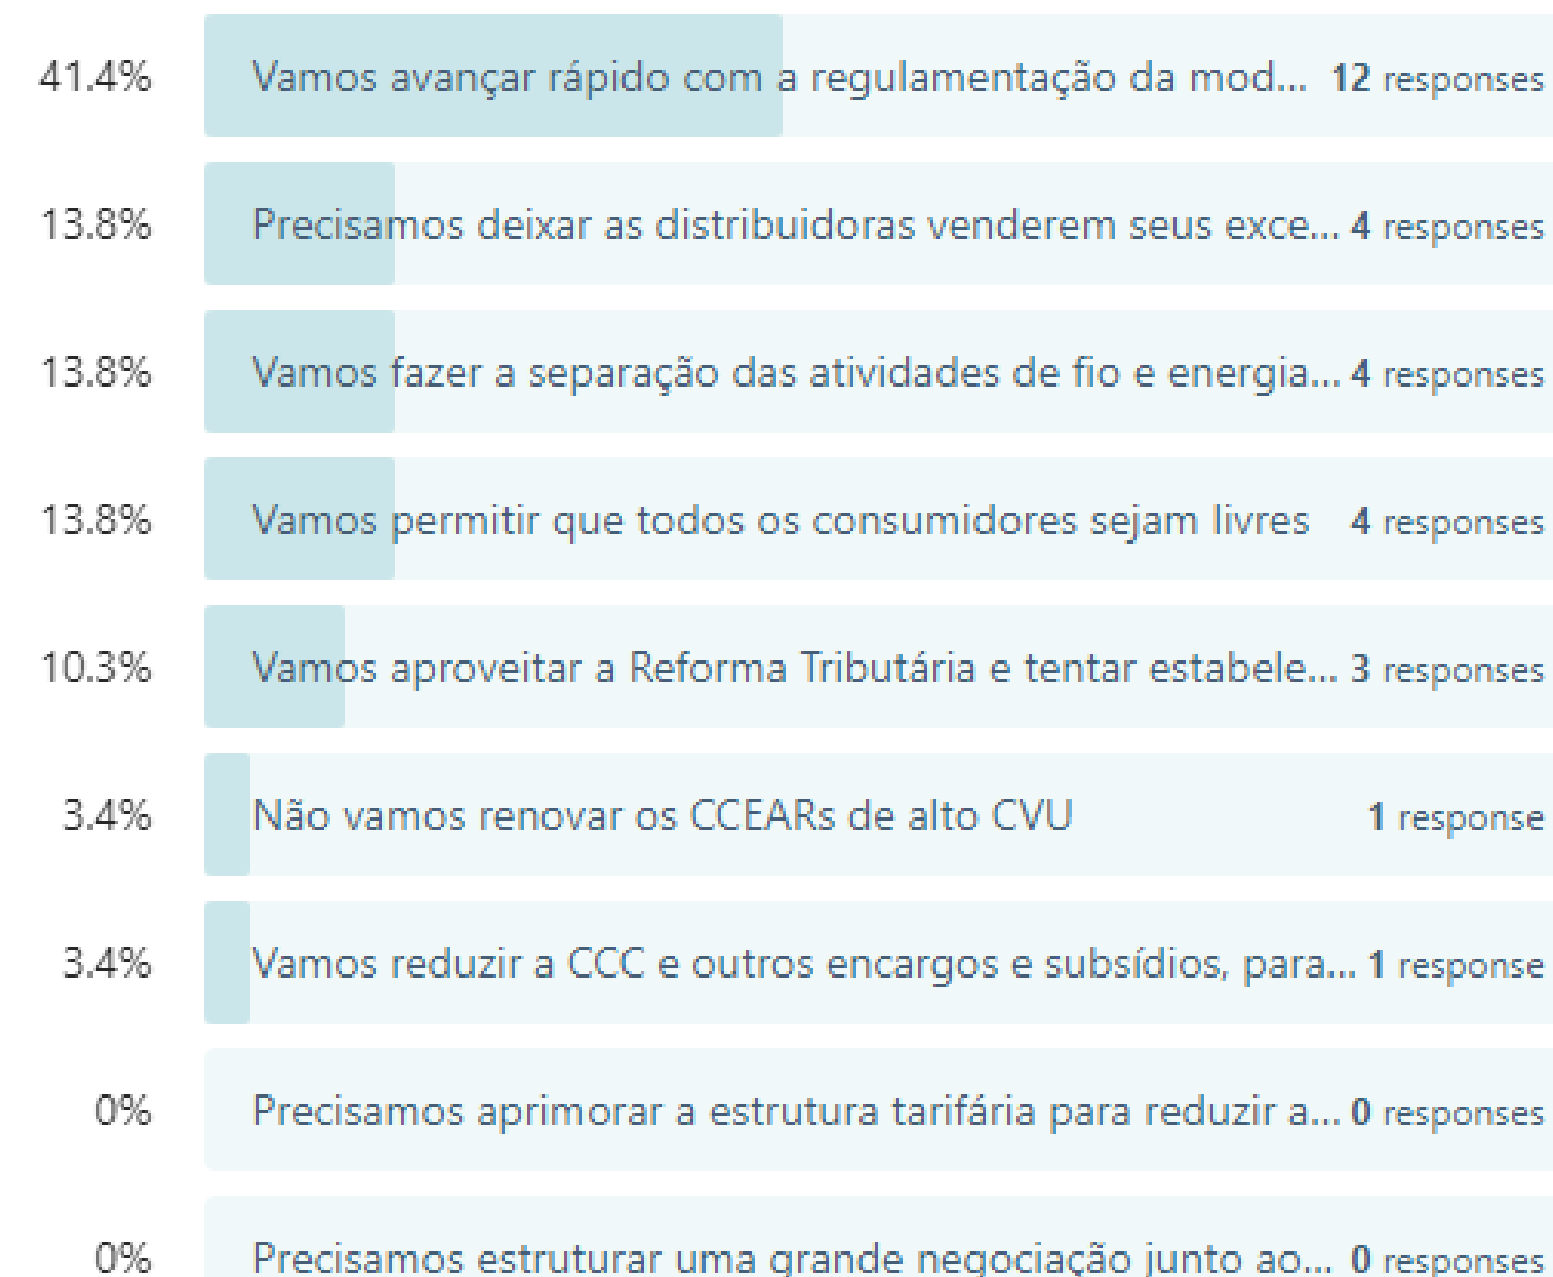 41.4% Vamos avançar rápido com a regulamentação da mod... 12 responses
13.8% Precisamos deixar as distribuidoras venderem seus exce... 4 responses
13.8% Vamos fazer a separação das atividades de fio e energia... 4 responses
13.8% Vamos permitir que todos os consumidores sejam livres 4 responses
10.3% Vamos aproveitar a Reforma Tributária e tentar estabele... 3 responses
3.4% Não vamos renovar os CCEARs de alto CVU 1 response
3.4% Vamos reduzir a CCC e outros encargos e subsídios, para... 1 response
0% Precisamos aprimorar a estrutura tarifária para reduzir a... 0 responses
0% Precisamos estruturar uma grande negociação junto ao... 0 responses